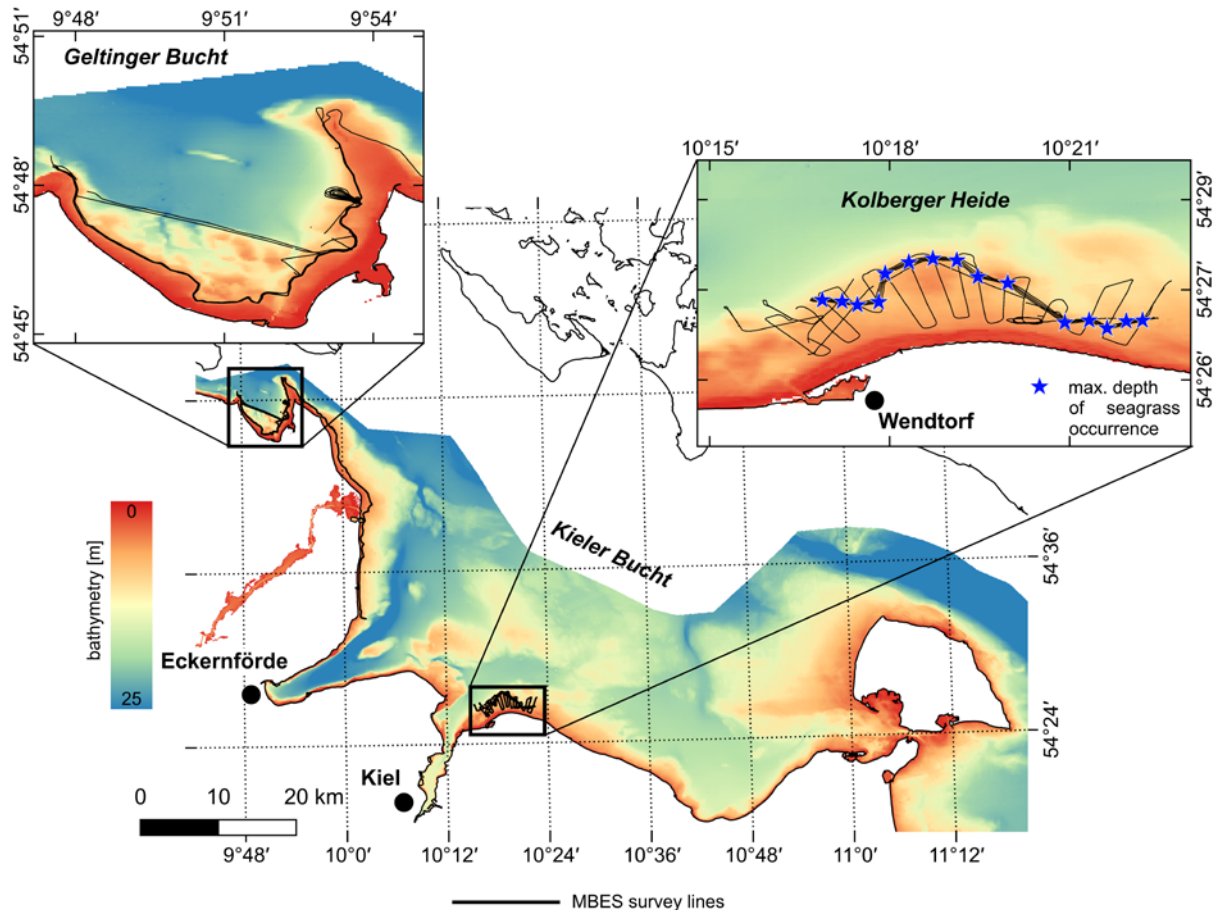 9°48' 9°51' 9°54'
54°51'
Geltinger Bucht
54°48'
54°45'
10°15' 10°18' 10°21'
54°29'
Kolberger Heide
54°27'
54°26'
Wendtorf
max. depth
of seagrass
occurrence
0
bathymetry [m]
25
Kieler Bucht
54°36'
Eckernförde
54°24'
Kiel
0 10 20 km
9°48' 10°0' 10°12' 10°24' 10°36' 10°48' 11°0' 11°12'
MBES survey lines